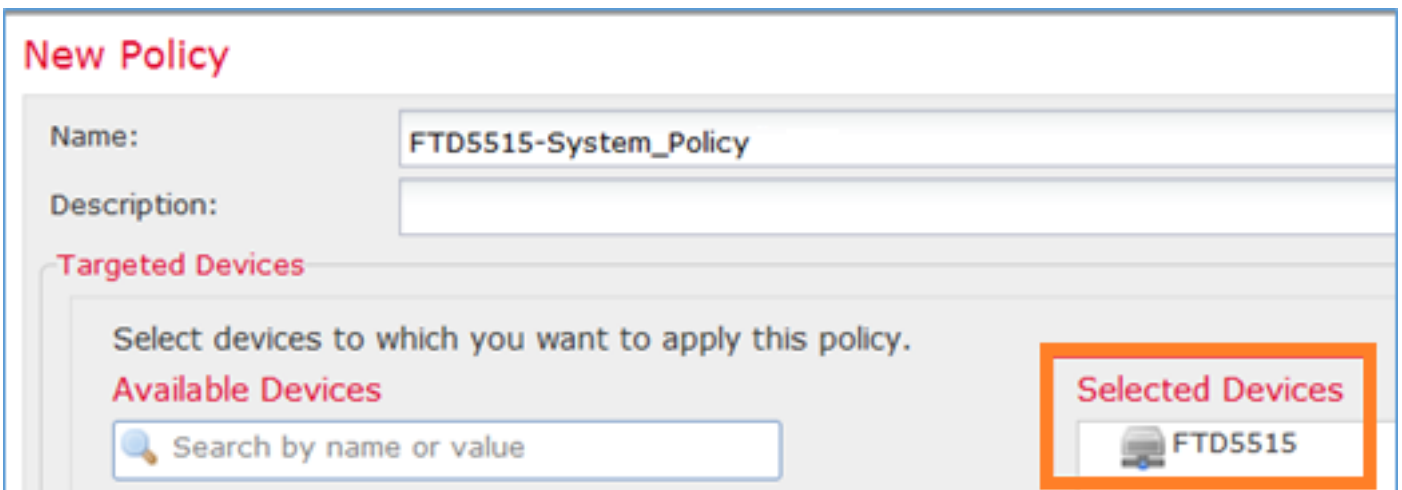 New Policy
Name: FTD5515-System_Policy
Description:
Targeted Devices
Select devices to which you want to apply this policy.
Available Devices Selected Devices
Search by name or value FTD5515